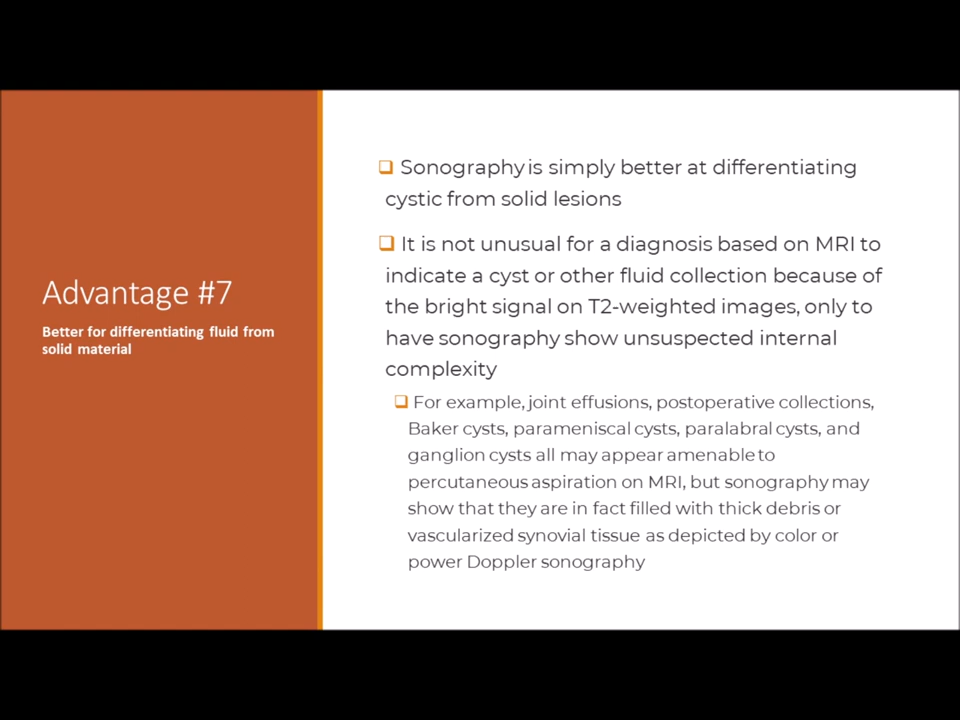 Advantage #7
Better for differentiating fluid from
solid material
Sonography is simply better at differentiating
cystic from solid lesions
It is not unusual for a diagnosis based on MRI to
indicate a cyst or other fluid collection because of
the bright signal on T2-weighted images, only to
have sonography show unsuspected internal
complexity
For example, joint effusions, postoperative collections,
Baker cysts, parameniscal cysts, paralabral cysts, and
ganglion cysts all may appear amenable to
percutaneous aspiration on MRI, but sonography may
show that they are in fact filled with thick debris or
vascularized synovial tissue as depicted by color or
power Doppler sonography